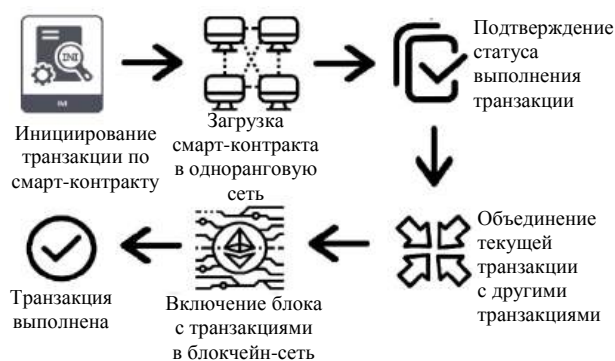 INI
Инициирование
транзакции по
смарт-контракту
Загрузка
смарт-контракта
в одноранговую
сеть
Подтверждение
статуса
выполнения
транзакции
Объединение
текущей
транзакции
с другими
транзакциями
Включение блока
с транзакциями
в блокчейн-сеть
Транзакция
выполнена